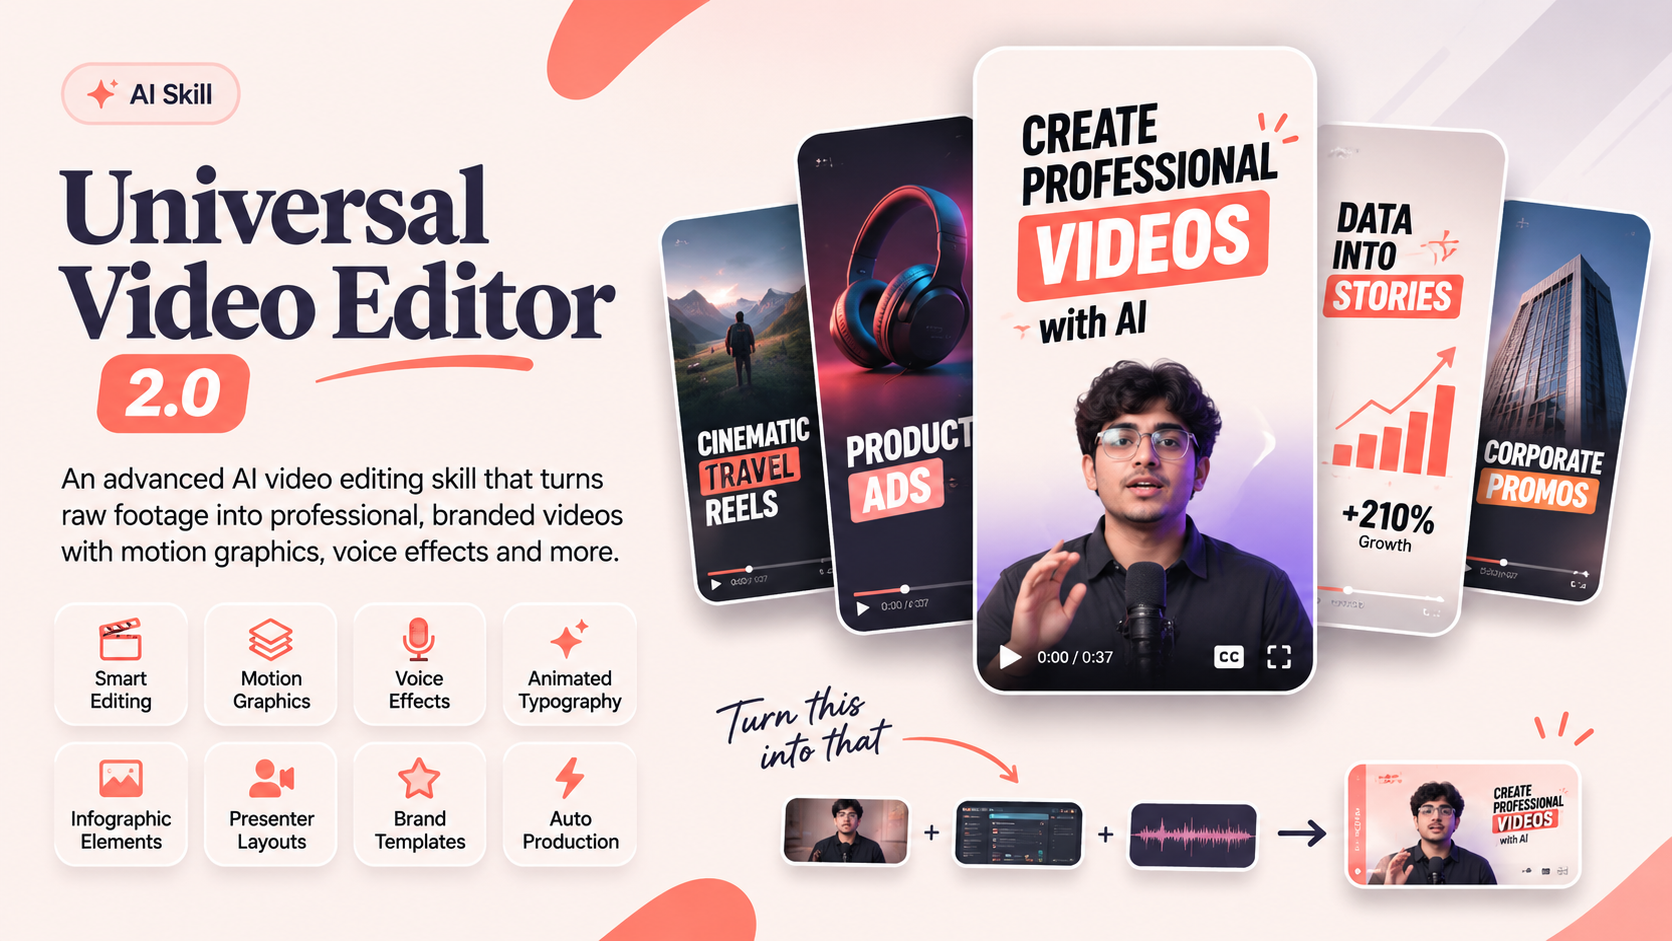 AI Skill
Universal
Video Editor
2.0
An advanced AI video editing skill that turns
raw footage into professional, branded videos
with motion graphics, voice effects and more.
Smart
Editing
Motion
Graphics
Voice
Effects
Animated
Typography
Infographic
Elements
Presenter
Layouts
Brand
Templates
Auto
Production
CINEMATIC
TRAVEL
REELS
PRODUCT
ADS
0:00
CREATE
PROFESSIONAL
VIDEOS
with AI
0:00 / 0:37
CC
DATA
INTO
STORIES
+210%
Growth
CORPORATE
PROMOS
Turn this
into that
+
+
CREATE
PROFESSIONAL
VIDEOS
with AI